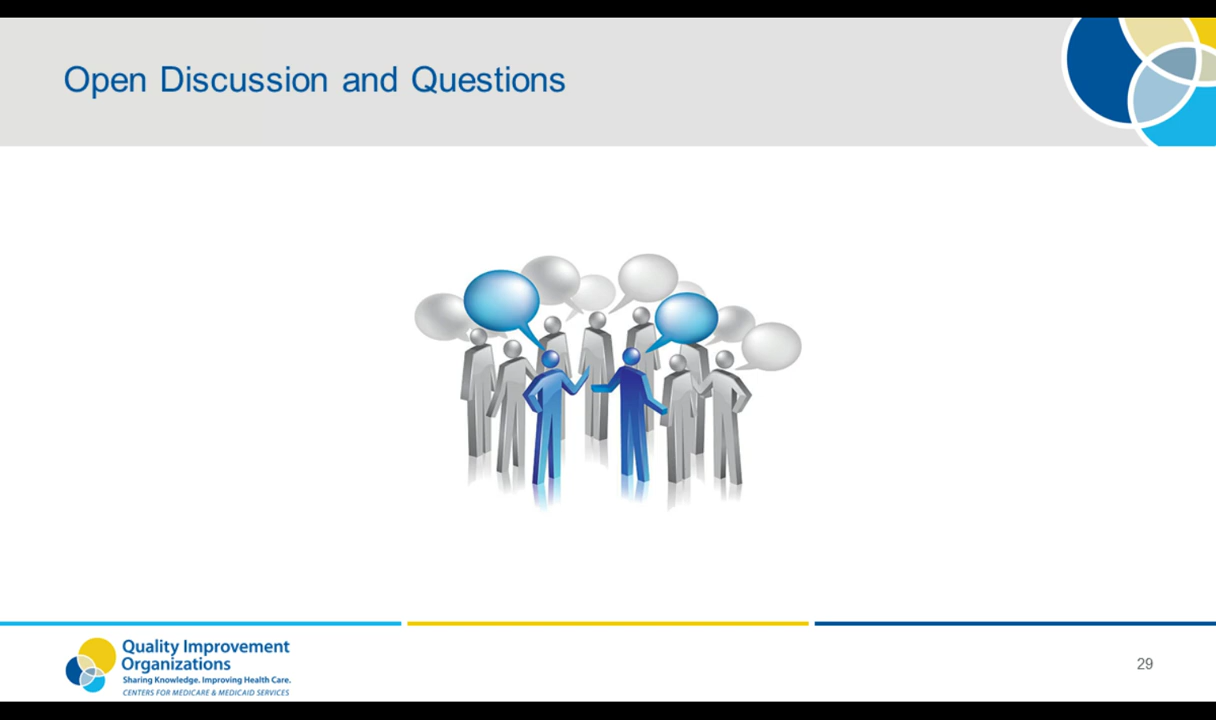 Open Discussion and Questions
Quality Improvement
Organizations
Sharing Knowledge. Improving Health Care.
CENTERS FOR MEDICARE & MEDICAID SERVICES
29